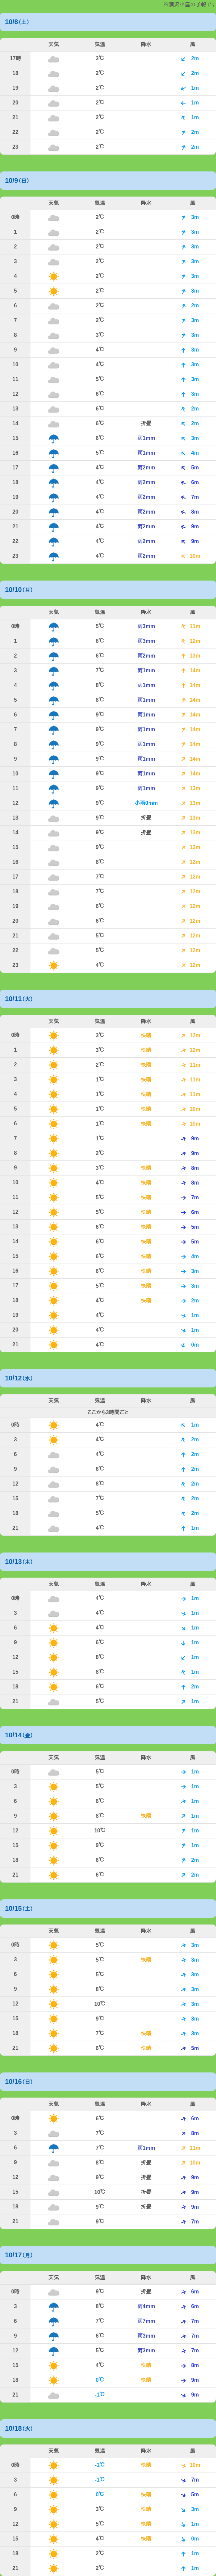 の予報です
10/8(土)
天気 気温 降水 風
17時 3℃ 2m
18 2℃ 2m
19 2℃ 1m
20 2℃ 1m
21 2℃ 1m
22 2℃ 2m
23 2℃ 2m
10/9(日)
天気 気温 降水 風
0時 2℃ 3m
1 2℃ 3m
2 2℃ 3m
3 2℃ 3m
4 2℃ 3m
5 2℃ 3m
6 2℃ 2m
7 2℃ 3m
8 3℃ 3m
9 4℃ 3m
10 4℃ 3m
11 5℃ 3m
12 6℃ 3m
13 6℃ 2m
14 6℃ 折畳 2m
15 6℃ 雨1mm 3m
16 5℃ 雨1mm 4m
17 4℃ 雨2mm 5m
18 4℃ 雨2mm 6m
19 4℃ 雨2mm 7m
20 4℃ 雨2mm 8m
21 4℃ 雨2mm 9m
22 4℃ 雨2mm 9m
23 4℃ 雨2mm 10m
10/10(月)
天気 気温 降水 風
0時 5℃ 雨3mm 11m
1 6℃ 雨3mm 12m
2 6℃ 雨2mm 13m
3 7℃ 雨1mm 14m
4 8℃ 雨1mm 14m
5 8℃ 雨1mm 14m
6 9℃ 雨1mm 14m
7 9℃ 雨1mm 14m
8 9℃ 雨1mm 14m
9 9℃ 雨1mm 14m
10 9℃ 雨1mm 14m
11 9℃ 雨1mm 13m
12 9℃ 小雨0mm 13m
13 9℃ 折畳 13m
14 9℃ 折畳 13m
15 9℃ 12m
16 8℃ 12m
17 7℃ 12m
18 7℃ 12m
19 6℃ 12m
20 6℃ 12m
21 5℃ 12m
22 5℃ 12m
23 4℃ 12m
10/11(火)
天気 気温 降水 風
0時 3℃ 快晴 12m
1 3℃ 快晴 12m
2 2℃ 快晴 11m
3 1℃ 快晴 11m
4 1℃ 快晴 11m
5 1℃ 快晴 10m
6 1℃ 快晴 10m
7 1℃ 9m
8 2℃ 9m
9 3℃ 快晴 8m
10 4℃ 快晴 8m
11 5℃ 快晴 7m
12 5℃ 快晴 6m
13 6℃ 快晴 5m
14 6℃ 快晴 5m
15 6℃ 快晴 4m
16 6℃ 快晴 3m
17 5℃ 快晴 3m
18 4℃ 快晴 2m
19 4℃ 1m
20 4℃ 1m
21 4℃ 0m
10/12(水)
天気 気温 降水 風
ここから3時間ごと
0時 4℃ 1m
3 4℃ 2m
6 4℃ 2m
9 6℃ 2m
12 8℃ 2m
15 7℃ 2m
18 5℃ 2m
21 4℃ 1m
10/13(木)
天気 気温 降水 風
0時 4℃ 1m
3 4℃ 1m
6 4℃ 1m
9 6℃ 1m
12 8℃ 1m
15 8℃ 1m
18 6℃ 2m
21 5℃ 1m
10/14(金)
天気 気温 降水 風
0時 5℃ 1m
3 5℃ 1m
6 6℃ 1m
9 8℃ 快晴 1m
12 10℃ 1m
15 9℃ 1m
18 6℃ 2m
21 6℃ 2m
10/15(土)
天気 気温 降水 風
0時 5℃ 3m
3 5℃ 快晴 3m
6 5℃ 3m
9 8℃ 3m
12 10℃ 3m
15 9℃ 3m
18 7℃ 快晴 3m
21 6℃ 快晴 5m
10/16(日)
天気 気温 降水 風
0時 6℃ 6m
3 7℃ 8m
6 7℃ 雨1mm 11m
9 8℃ 折畳 10m
12 9℃ 折畳 9m
15 10℃ 折畳 9m
18 9℃ 折畳 9m
21 9℃ 7m
10/17(月)
天気 気温 降水 風
0時 9℃ 折畳 6m
3 8℃ 雨4mm 6m
6 7℃ 雨7mm 7m
9 6℃ 雨3mm 7m
12 5℃ 雨3mm 7m
15 4℃ 快晴 8m
18 0℃ 快晴 9m
21 -1℃ 9m
10/18(火)
天気 気温 降水 風
0時 -1℃ 快晴 10m
3 -1℃ 7m
6 0℃ 快晴 5m
9 3℃ 快晴 3m
12 5℃ 快晴 1m
15 4℃ 快晴 0m
18 2℃ 1m
21 2℃ 1m